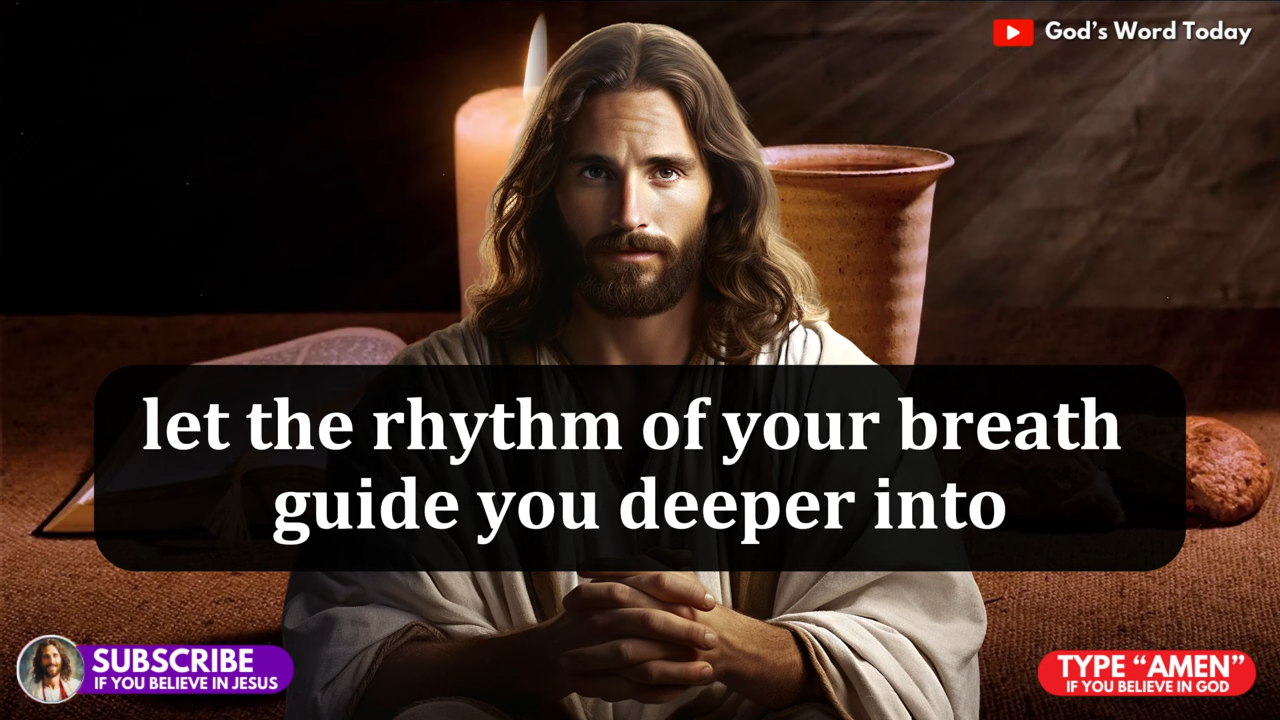 God's Word Today
let the rhythm of your breath
guide you deeper into
SUBSCRIBE
IF YOU BELIEVE IN JESUS
TYPE “AMEN”
IF YOU BELIEVE IN GOD